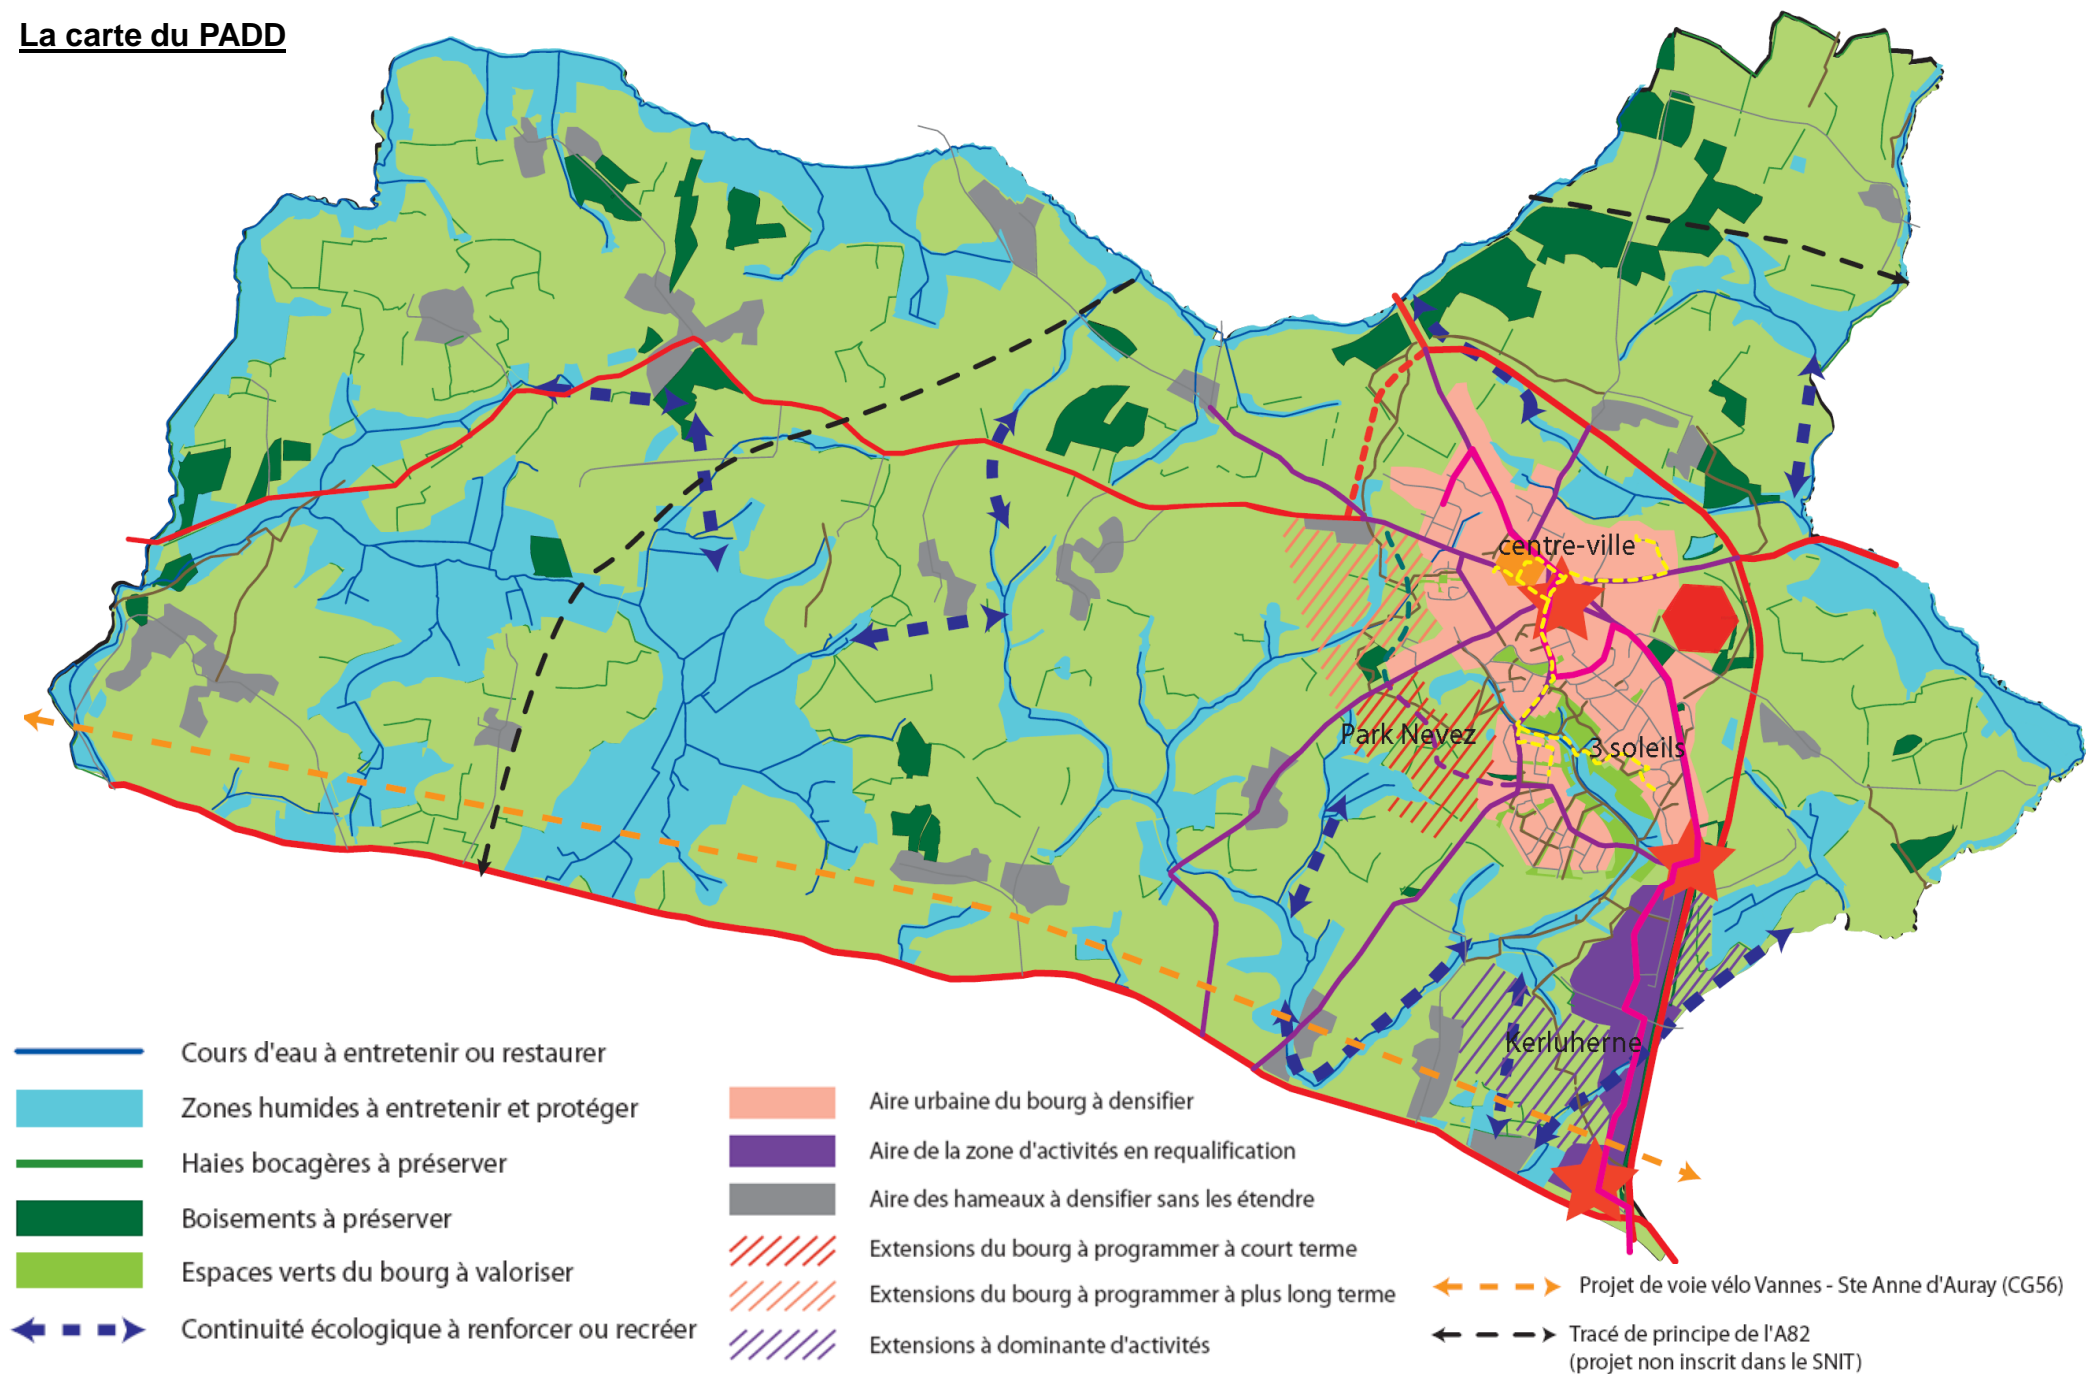 La carte du PADD
centre-ville
Park Nevez
3 soleils
Kerluherne
Cours d'eau à entretenir ou restaurer
Zones humides à entretenir et protéger
Haies bocagères à préserver
Boisements à préserver
Espaces verts du bourg à valoriser
Continuité écologique à renforcer ou recréer
Aire urbaine du bourg à densifier
Aire de la zone d'activités en requalification
Aire des hameaux à densifier sans les étendre
Extensions du bourg à programmer à court terme
Extensions du bourg à programmer à plus long terme
Extensions à dominante d'activités
Projet de voie vélo Vannes - Ste Anne d'Auray (CG56)
Tracé de principe de l'A82
(projet non inscrit dans le SNIT)